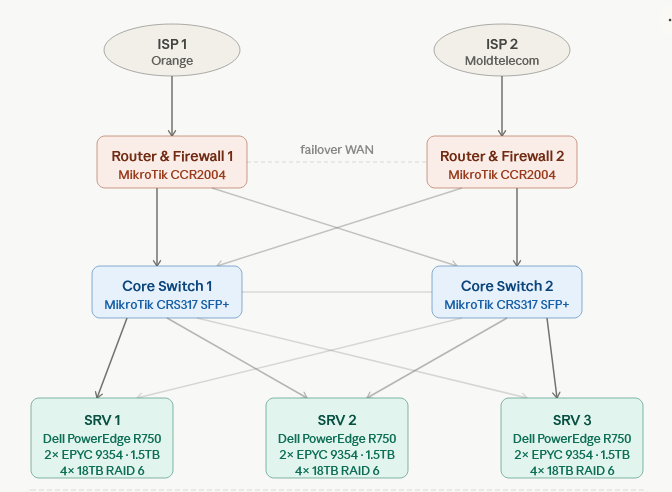 ISP 1
Orange
ISP 2
Moldtelecom
Router & Firewall 1
MikroTik CCR2004
failover WAN
Router & Firewall 2
MikroTik CCR2004
Core Switch 1
MikroTik CRS317 SFP+
Core Switch 2
MikroTik CRS317 SFP+
SRV 1
Dell PowerEdge R750
2× EPYC 9354 · 1.5TB
4× 18TB RAID 6
SRV 2
Dell PowerEdge R750
2× EPYC 9354 · 1.5TB
4× 18TB RAID 6
SRV 3
Dell PowerEdge R750
2× EPYC 9354 · 1.5TB
4× 18TB RAID 6